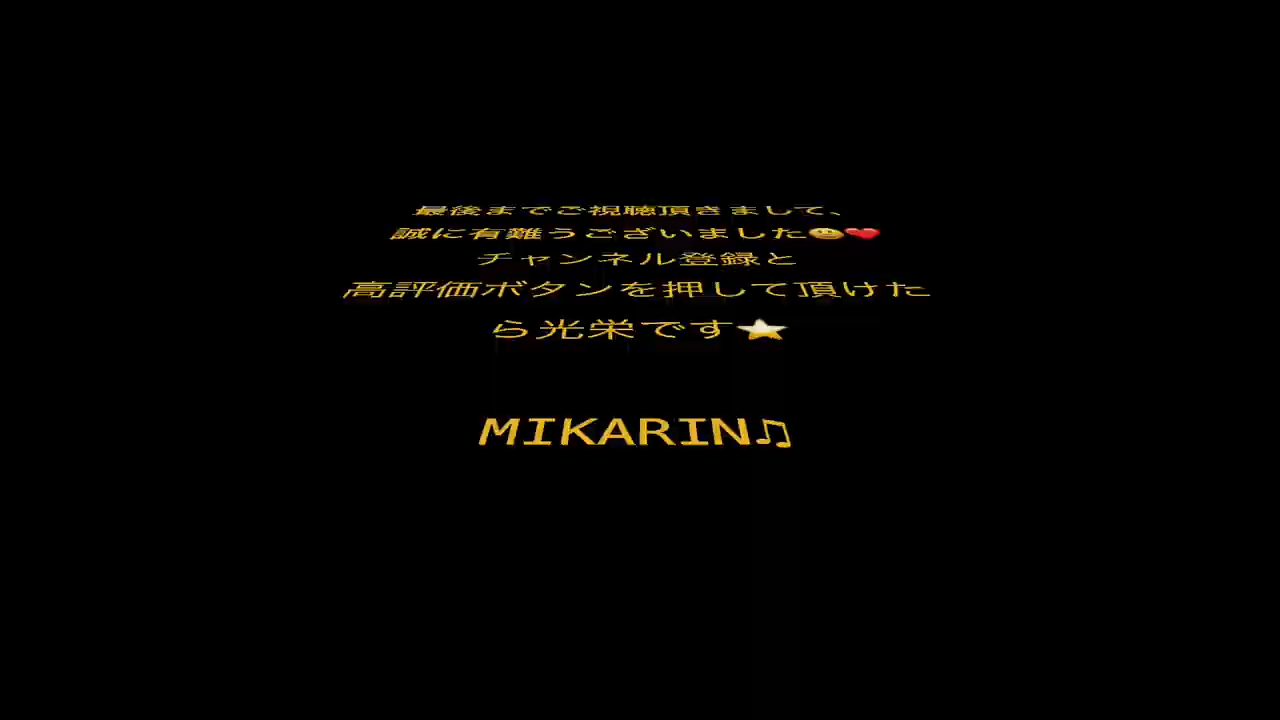 最後までご視聴頂きまして、
誠に有難うございました😀❤
チャンネル登録と
高評価ボタンを押して頂けた
ら光栄です⭐
MIKARIN♫